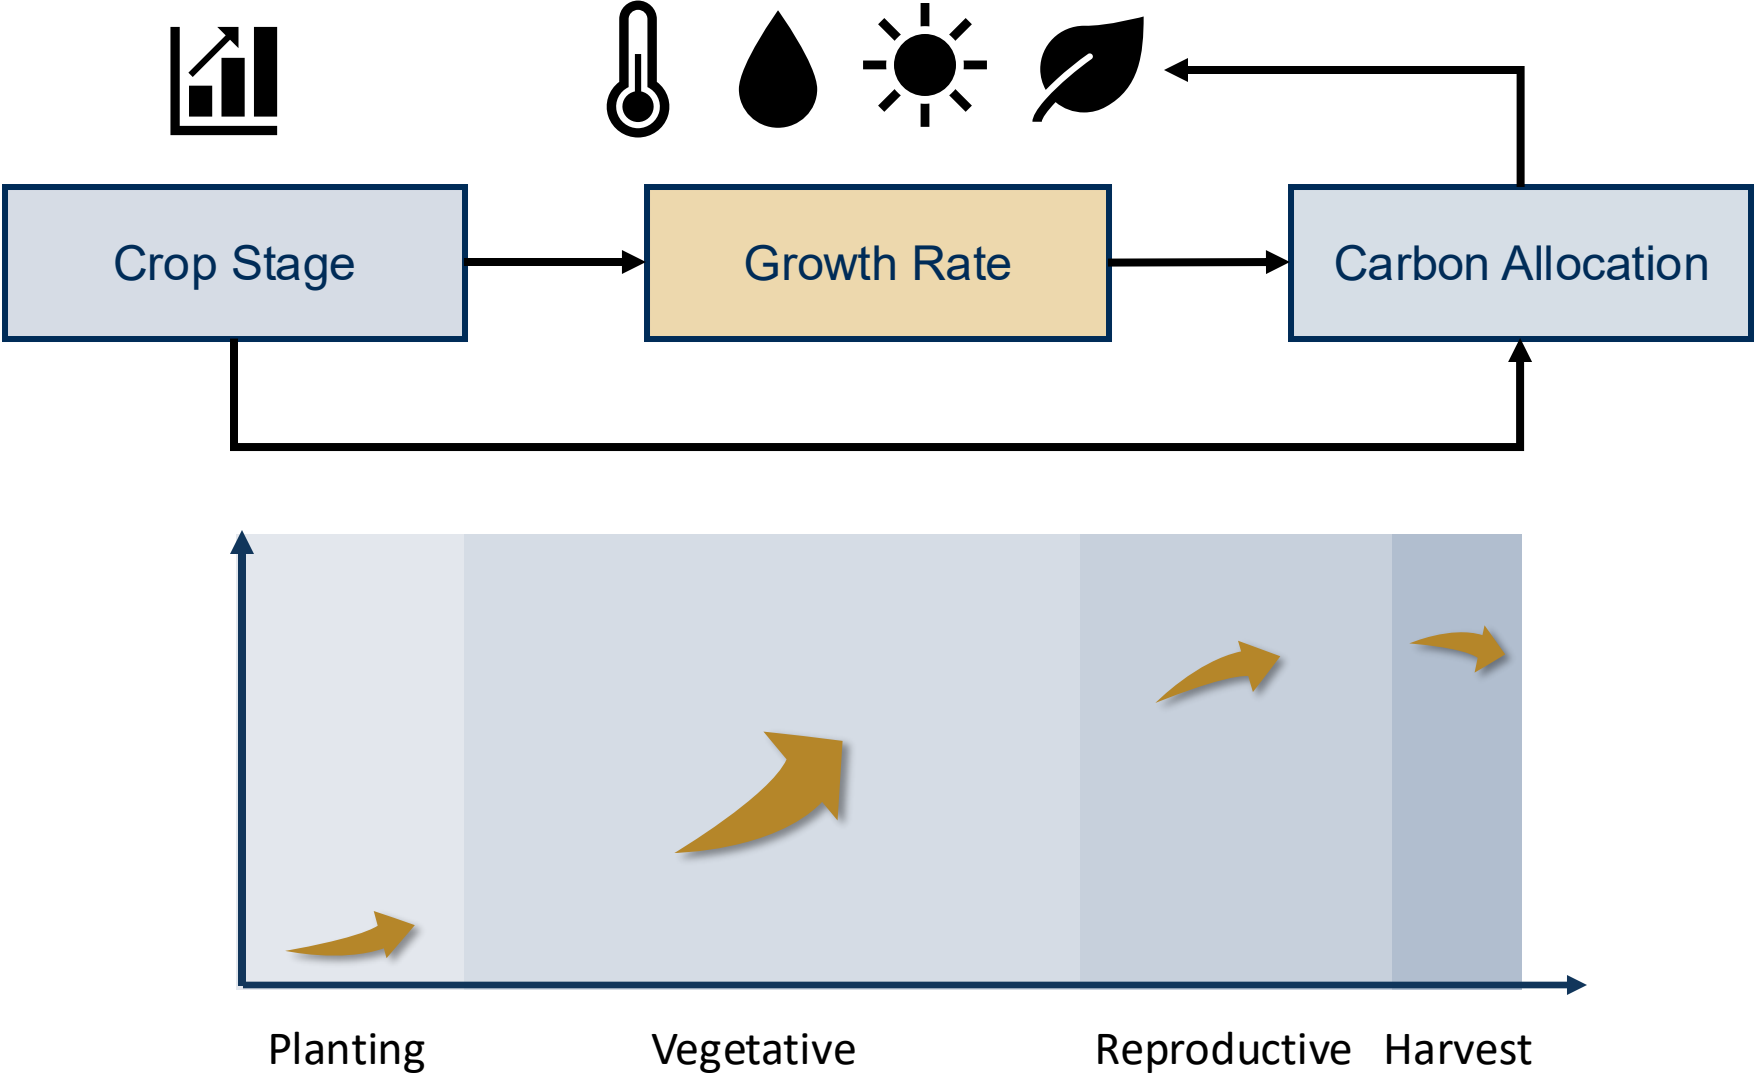 Crop Stage
Growth Rate
Carbon Allocation
Planting
Vegetative
Reproductive
Harvest